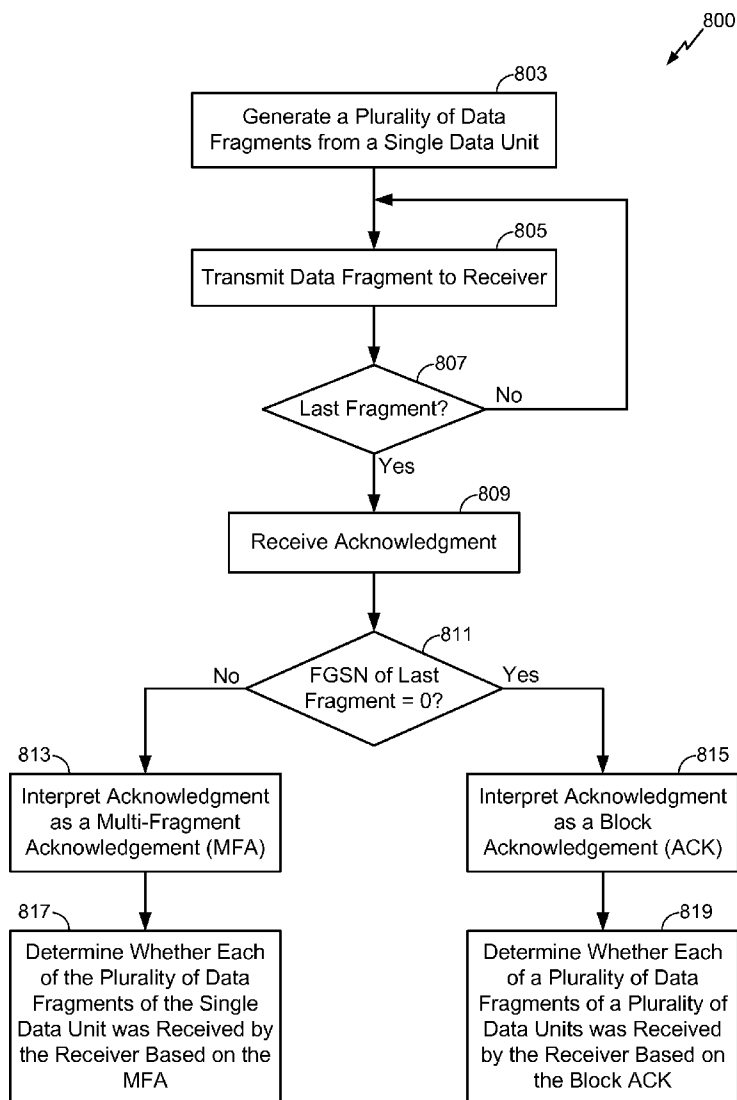 800
803
Generate a Plurality of Data
Fragments from a Single Data Unit
805
Transmit Data Fragment to Receiver
807
Last Fragment?
No
Yes
809
Receive Acknowledgment
811
FGSN of Last
Fragment = 0?
No
Yes
813
Interpret Acknowledgment
as a Multi-Fragment
Acknowledgement (MFA)
815
Interpret Acknowledgment
as a Block
Acknowledgement (ACK)
817
Determine Whether Each
of the Plurality of Data
Fragments of the Single
Data Unit was Received by
the Receiver Based on the
MFA
819
Determine Whether Each
of a Plurality of Data
Fragments of a Plurality of
Data Units was Received
by the Receiver Based on
the Block ACK